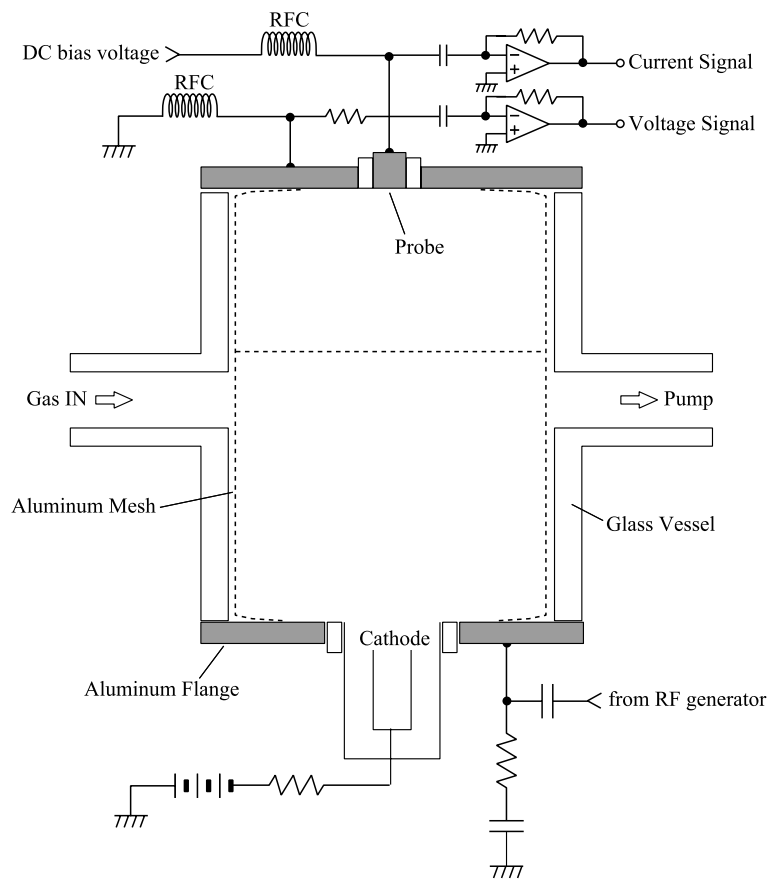 RFC
DC bias voltage
Current Signal
RFC
Voltage Signal
Probe
Gas IN
Pump
Aluminum Mesh
Glass Vessel
Cathode
Aluminum Flange
from RF generator